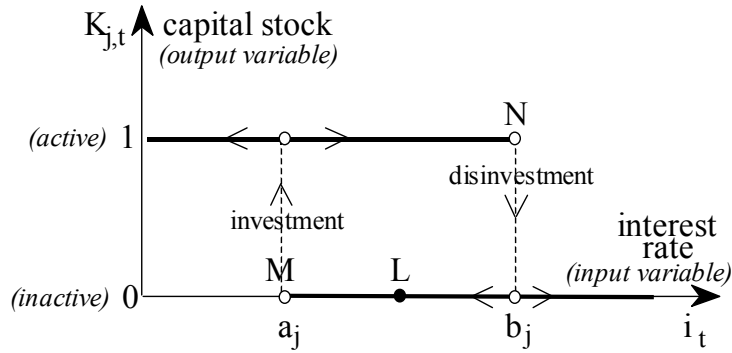 K_{j,t} capital stock
(output variable)
N
(active) 1
disinvestment
investment
interest
rate
M L (input variable)
(inactive) 0
a_j b_j i_t